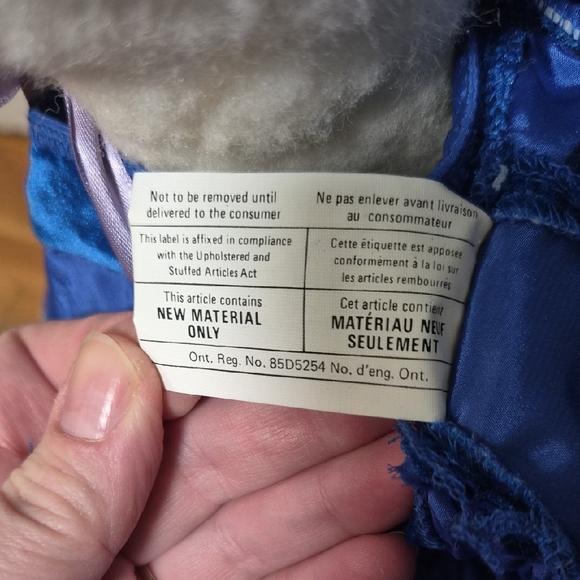 Not to be removed until
delivered to the consumer
Ne pas enlever avant livraison
au consommateur
This label is affixed in compliance
with the Upholstered and
Stuffed Articles Act
Cette étiquette est apposée
conformément à la loi sur
les articles rembourrés
This article contains
NEW MATERIAL
ONLY
Cet article contient
MATÉRIAU NEUF
SEULEMENT
Ont. Reg. No. 85D5254 No. d'eng. Ont.